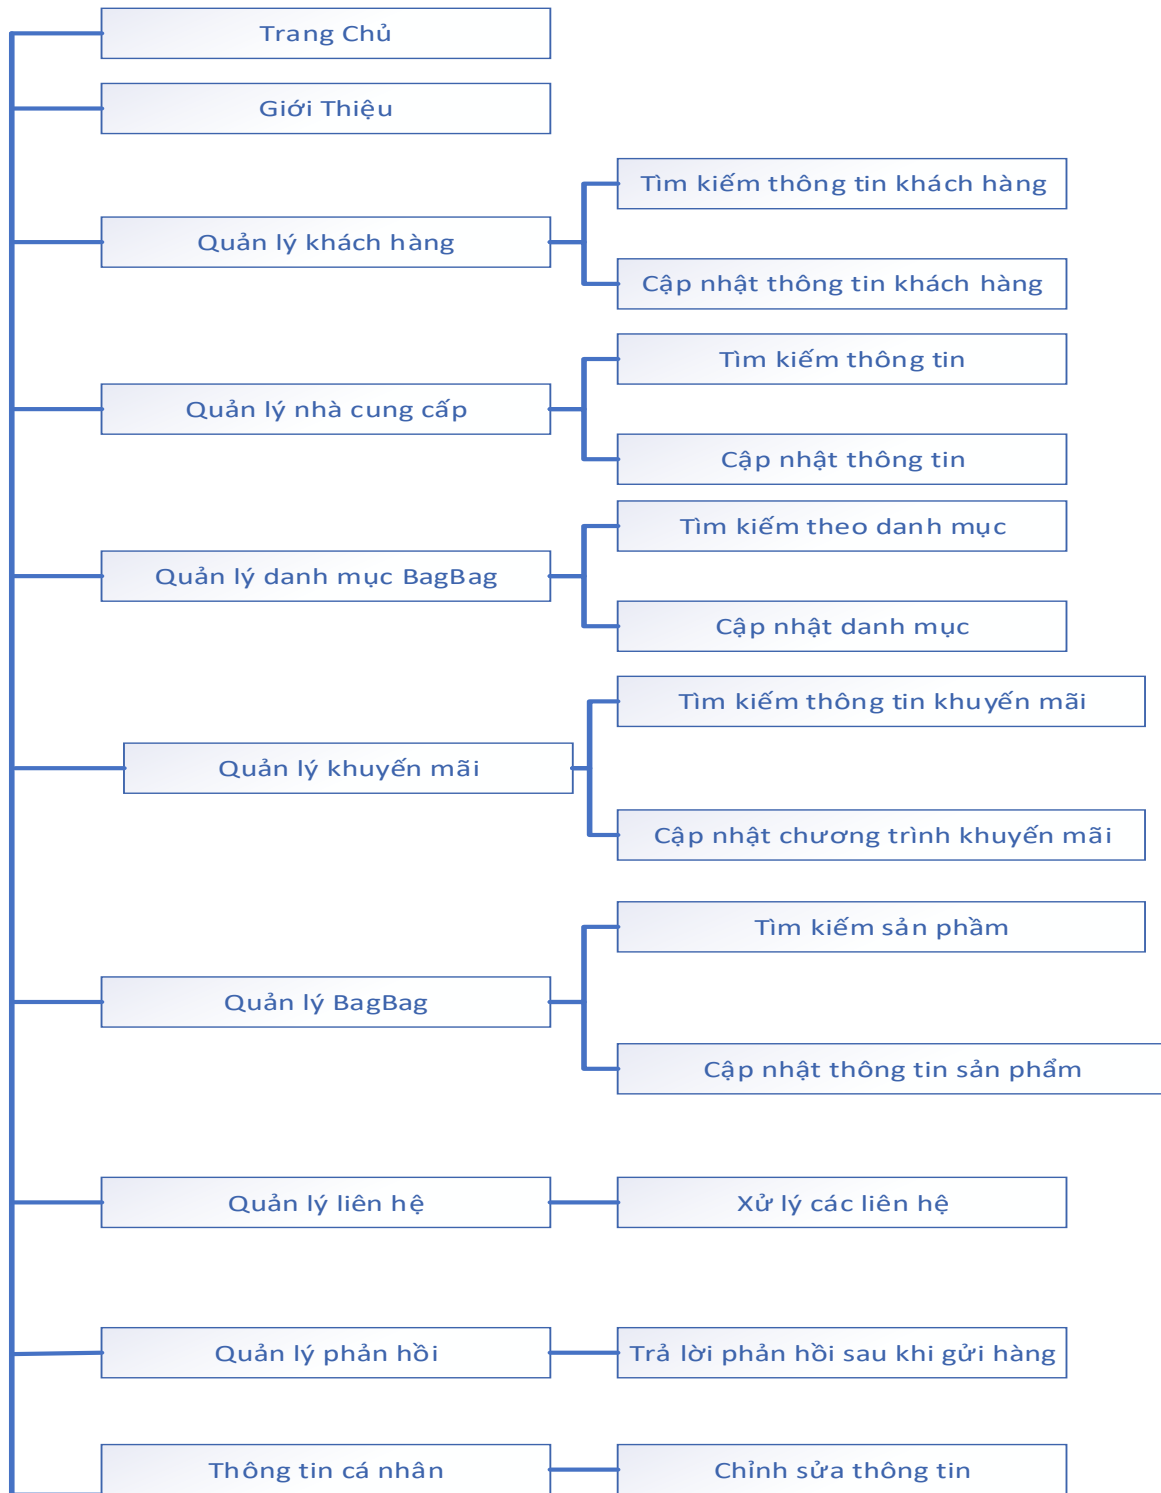 Trang Chủ
Giới Thiệu
Tìm kiếm thông tin khách hàng
Quản lý khách hàng
Cập nhật thông tin khách hàng
Tìm kiếm thông tin
Quản lý nhà cung cấp
Cập nhật thông tin
Tìm kiếm theo danh mục
Quản lý danh mục BagBag
Cập nhật danh mục
Tìm kiếm thông tin khuyến mãi
Quản lý khuyến mãi
Cập nhật chương trình khuyến mãi
Tìm kiếm sản phầm
Quản lý BagBag
Cập nhật thông tin sản phẩm
Quản lý liên hệ
Xử lý các liên hệ
Quản lý phản hồi
Trả lời phản hồi sau khi gửi hàng
Thông tin cá nhân
Chỉnh sửa thông tin